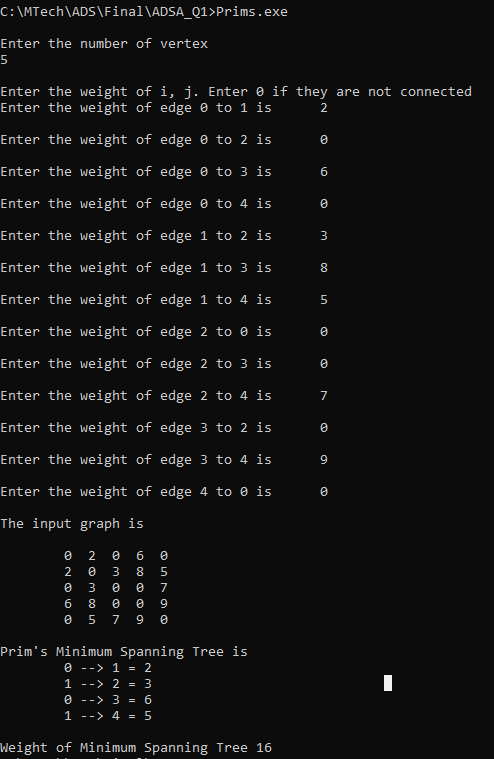 C:\MTech\ADS\Final\ADSA_Q1>Prims.exe
Enter the number of vertex
5
Enter the weight of i, j. Enter 0 if they are not connected
Enter the weight of edge 0 to 1 is 2
Enter the weight of edge 0 to 2 is 0
Enter the weight of edge 0 to 3 is 6
Enter the weight of edge 0 to 4 is 0
Enter the weight of edge 1 to 2 is 3
Enter the weight of edge 1 to 3 is 8
Enter the weight of edge 1 to 4 is 5
Enter the weight of edge 2 to 0 is 0
Enter the weight of edge 2 to 3 is 0
Enter the weight of edge 2 to 4 is 7
Enter the weight of edge 3 to 2 is 0
Enter the weight of edge 3 to 4 is 9
Enter the weight of edge 4 to 0 is 0
The input graph is
0 2 0 6 0
2 0 3 8 5
0 3 0 0 7
6 8 0 0 9
0 5 7 9 0
Prim's Minimum Spanning Tree is
0 --> 1 = 2
1 --> 2 = 3
0 --> 3 = 6
1 --> 4 = 5
Weight of Minimum Spanning Tree 16